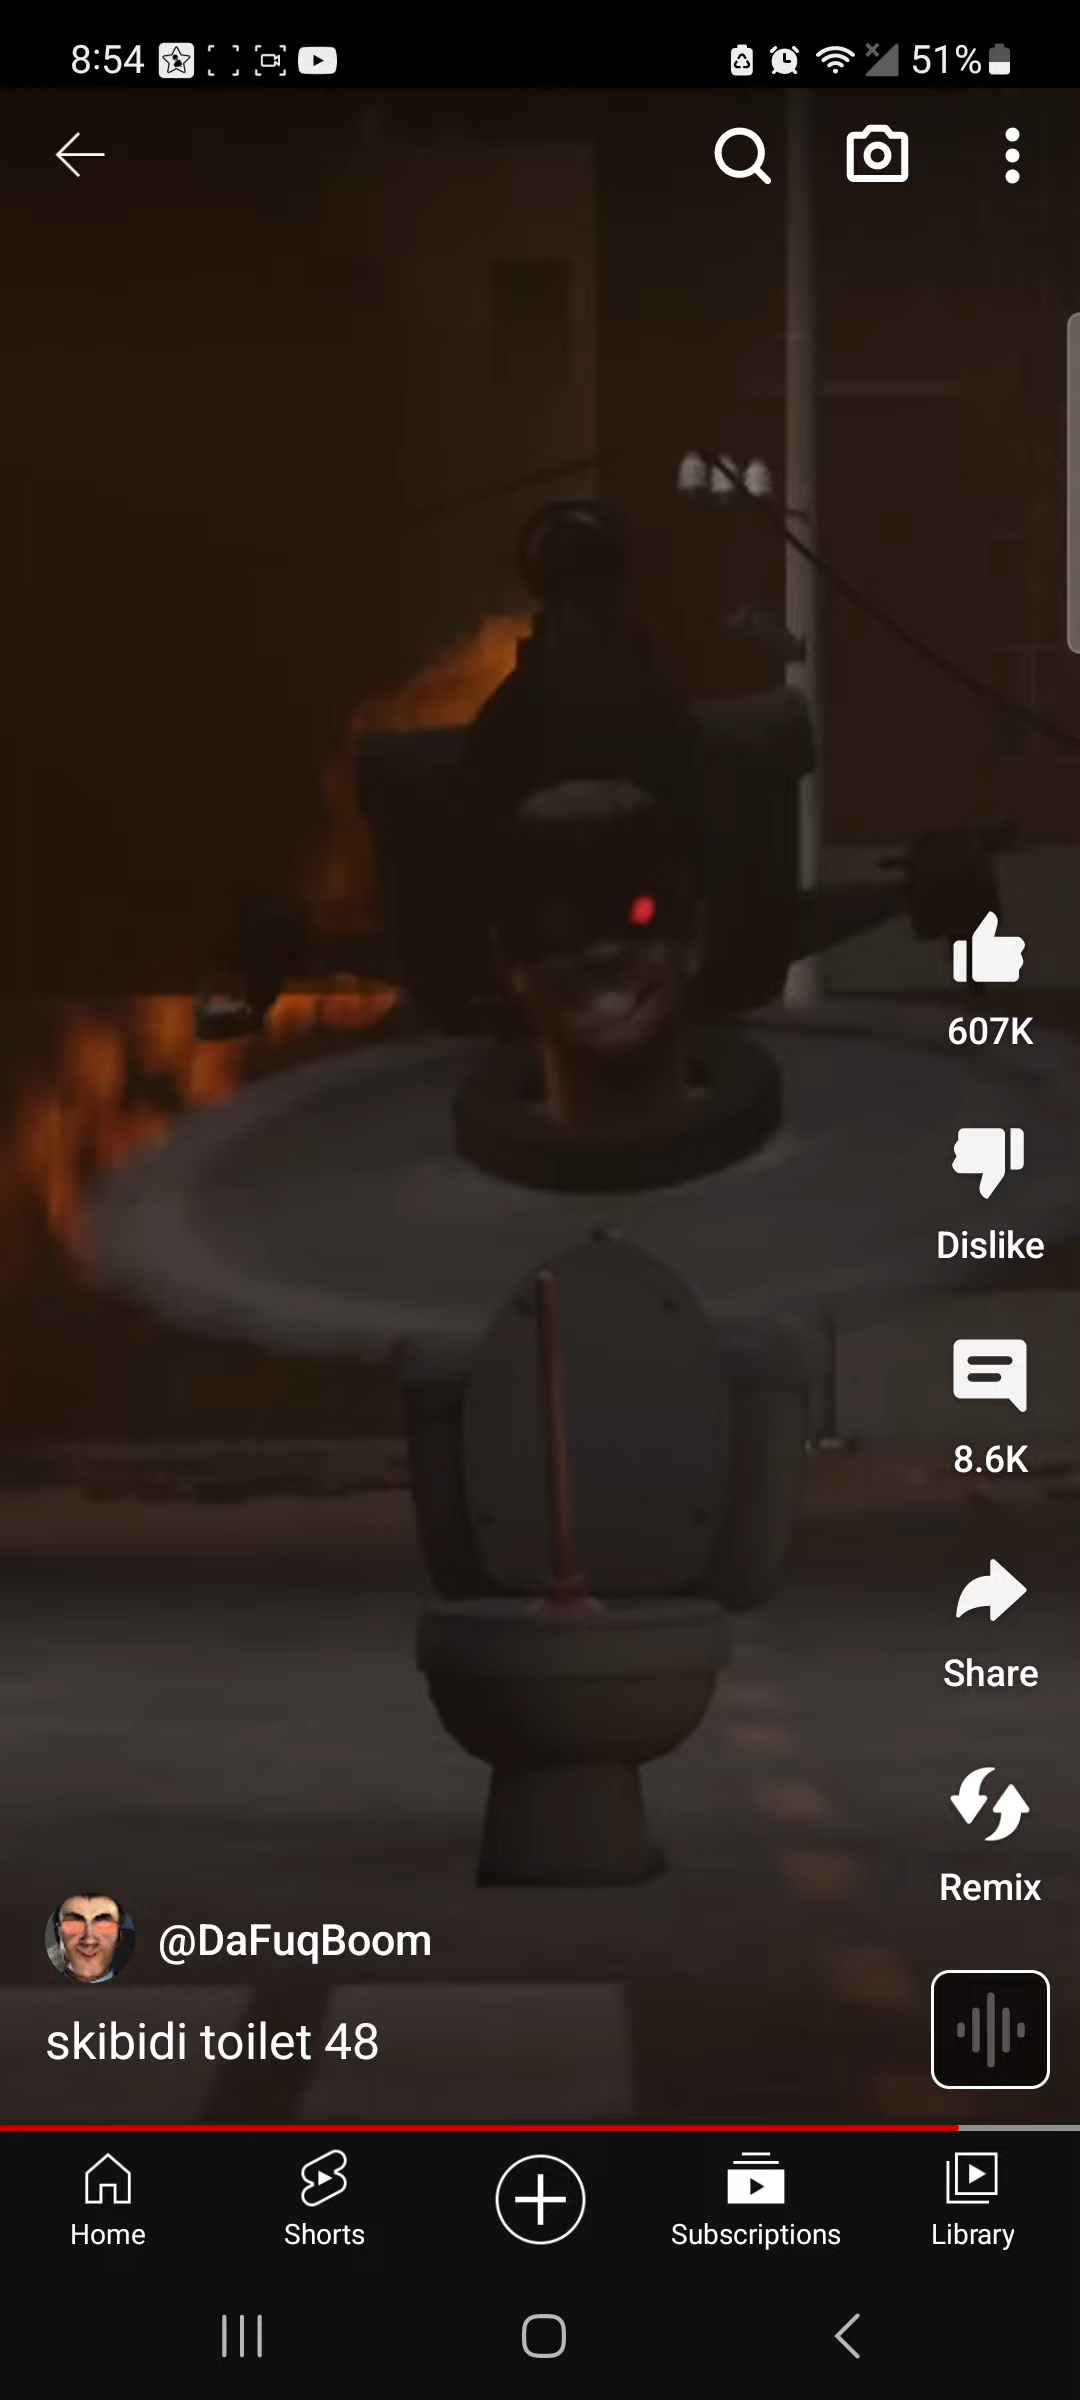 8:54
51%
607K
Dislike
8.6K
Share
Remix
@DaFuqBoom
skibidi toilet 48
Home
Shorts
Subscriptions
Library